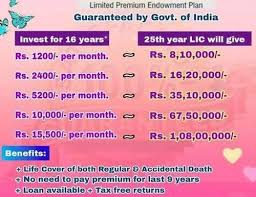 Limited Premium Endowment Plan
Guaranteed by Govt. of India
Invest for 16 years* 25th year LIC will give
Rs. 1200/- per month. ~ Rs. 8,10,000/-
Rs. 2400/- per month. ~ Rs. 16,20,000/-
Rs. 5200/- per month. ~ Rs. 35,10,000/-
Rs. 10,000/- per month. ~ Rs. 67,50,000/-
Rs. 15,500/- per month. ~ Rs. 1,08,00,000/-
Benefits:
+ Life Cover of both Regular & Accidental Death
+ No need to pay premium for last 9 years
+ Loan available + Tax free returns